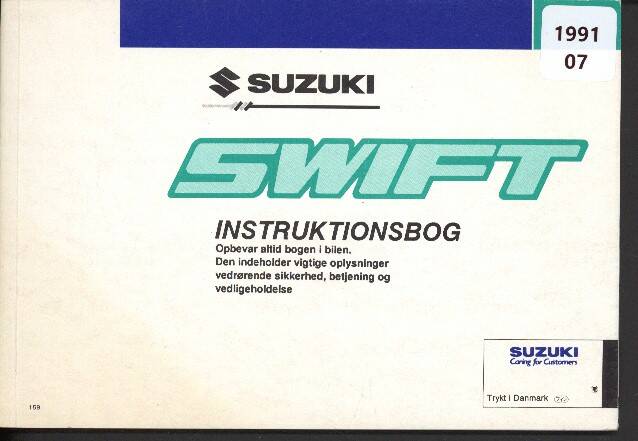 1991
07
SUZUKI
SWIFT
INSTRUKTIONSBOG
Opbevar altid bogen i bilen.
Den indeholder vigtige oplysninger
vedrørende sikkerhed, betjening og
vedligeholdelse
SUZUKI
Caring for Customers
Trykt i Danmark
159